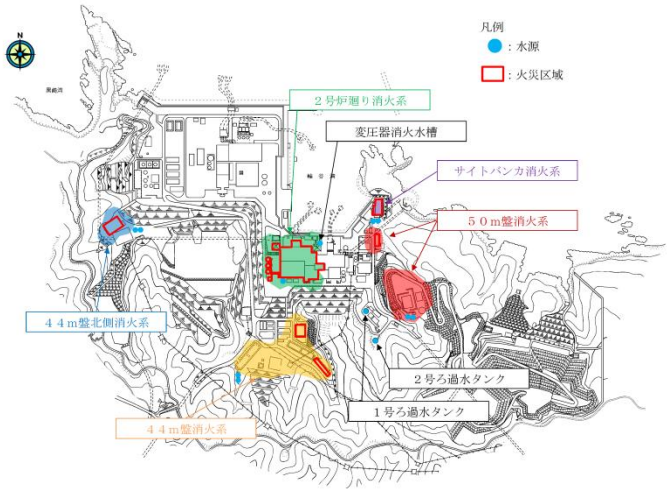 凡例
：水源
：火災区域
N
2号炉廻り消火系
変圧器消火水槽
サイトバンカ消火系
50m盤消火系
44m盤北側消火系
2号ろ過水タンク
1号ろ過水タンク
44m盤消火系